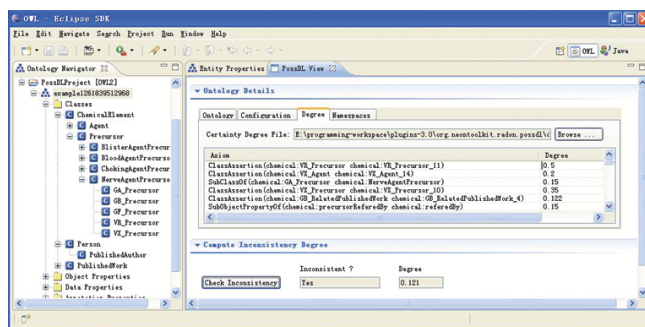 OWL - Eclipse SDK
File Edit Navigate Search Project Run Window Help
OWL Java
Ontology Navigator
PossDLProject [OWL2]
example1261839512968
Classes
ChemicalElement
Agent
Precursor
BlisterAgentPrecur
BloodAgentPrecurso
ChokingAgentPrecur
NerveAgentPrecurso
GA_Precursor
GB_Precursor
GF_Precursor
VR_Precursor
VX_Precursor
Person
PublishedAuthor
PublishedWork
Object Properties
Data Properties
Entity Properties PossDL View
Ontology Details
Ontology Configuration Degree Namespaces
Certainty Degree File: E:\programming-workspace\plugins-3.0\org.neontoolkit.radon.possdl\c Browse ...
Axiom Degree
ClassAssertion(chemical:VR_Precursor chemical:VR_Precursor_11) 0.5
ClassAssertion(chemical:VX_Agent chemical:VX_Agent_14) 0.2
SubClassOf(chemical:GA_Precursor chemical:NerveAgentPrecursor) 0.15
ClassAssertion(chemical:VX_Precursor chemical:VX_Precursor_10) 0.35
ClassAssertion(chemical:GB_RelatedPublishedWork chemical:GB_RelatedPublishedWork_4) 0.122
SubObjectPropertyOf(chemical:precursorReferedBy chemical:referedBy) 0.15
Compute Inconsistency Degree
Inconsistent ? Degree
Check Inconsistency Yes 0.121